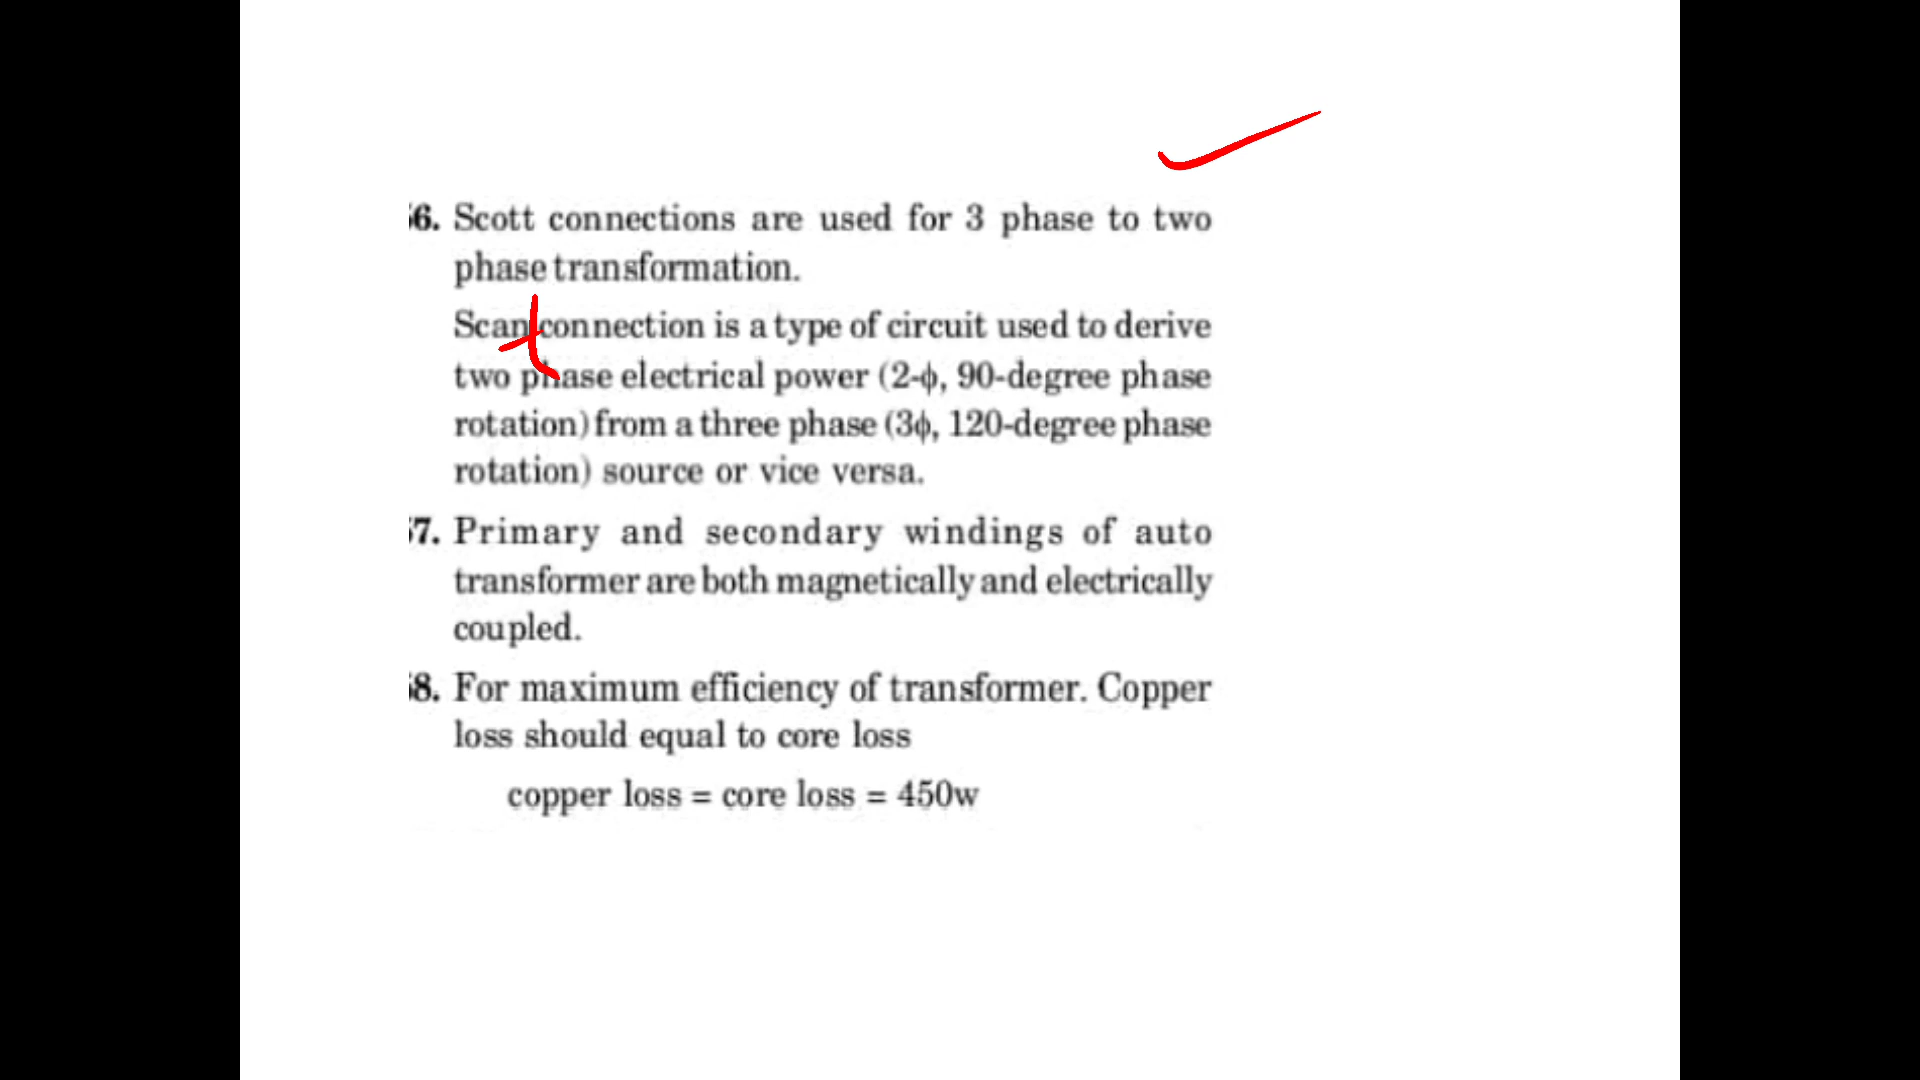 6. Scott connections are used for 3 phase to two
phase transformation.
Scan connection is a type of circuit used to derive
two phase electrical power (2-ϕ, 90-degree phase
rotation) from a three phase (3ϕ, 120-degree phase
rotation) source or vice versa.
7. Primary and secondary windings of auto
transformer are both magnetically and electrically
coupled.
8. For maximum efficiency of transformer. Copper
loss should equal to core loss
copper loss = core loss = 450w